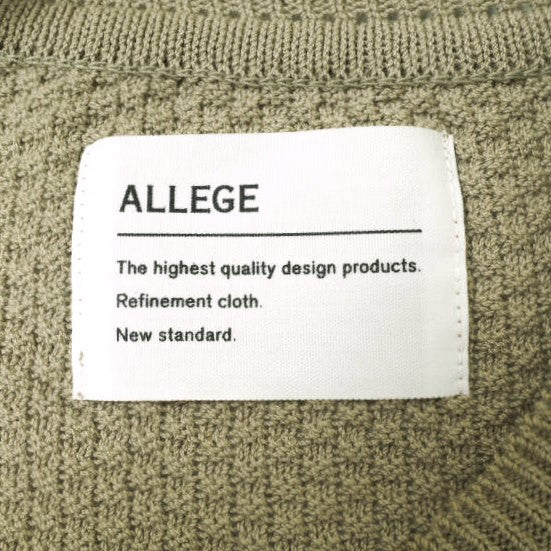 ALLEGE
The highest quality design products.
Refinement cloth.
New standard.